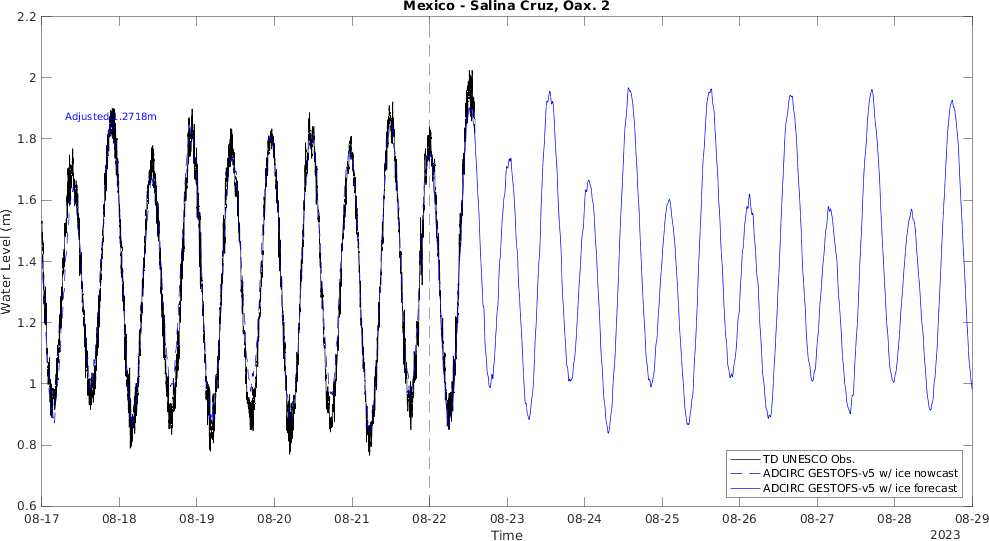 Mexico - Salina Cruz, Oax. 2
2.2
2
1.8
1.6
1.4
1.2
1
0.8
0.6
Water Level (m)
Adjusted .2718m
TD UNESCO Obs.
ADCIRC GESTOFS-v5 w/ ice nowcast
ADCIRC GESTOFS-v5 w/ ice forecast
08-17 08-18 08-19 08-20 08-21 08-22 08-23 08-24 08-25 08-26 08-27 08-28 08-29
Time
2023